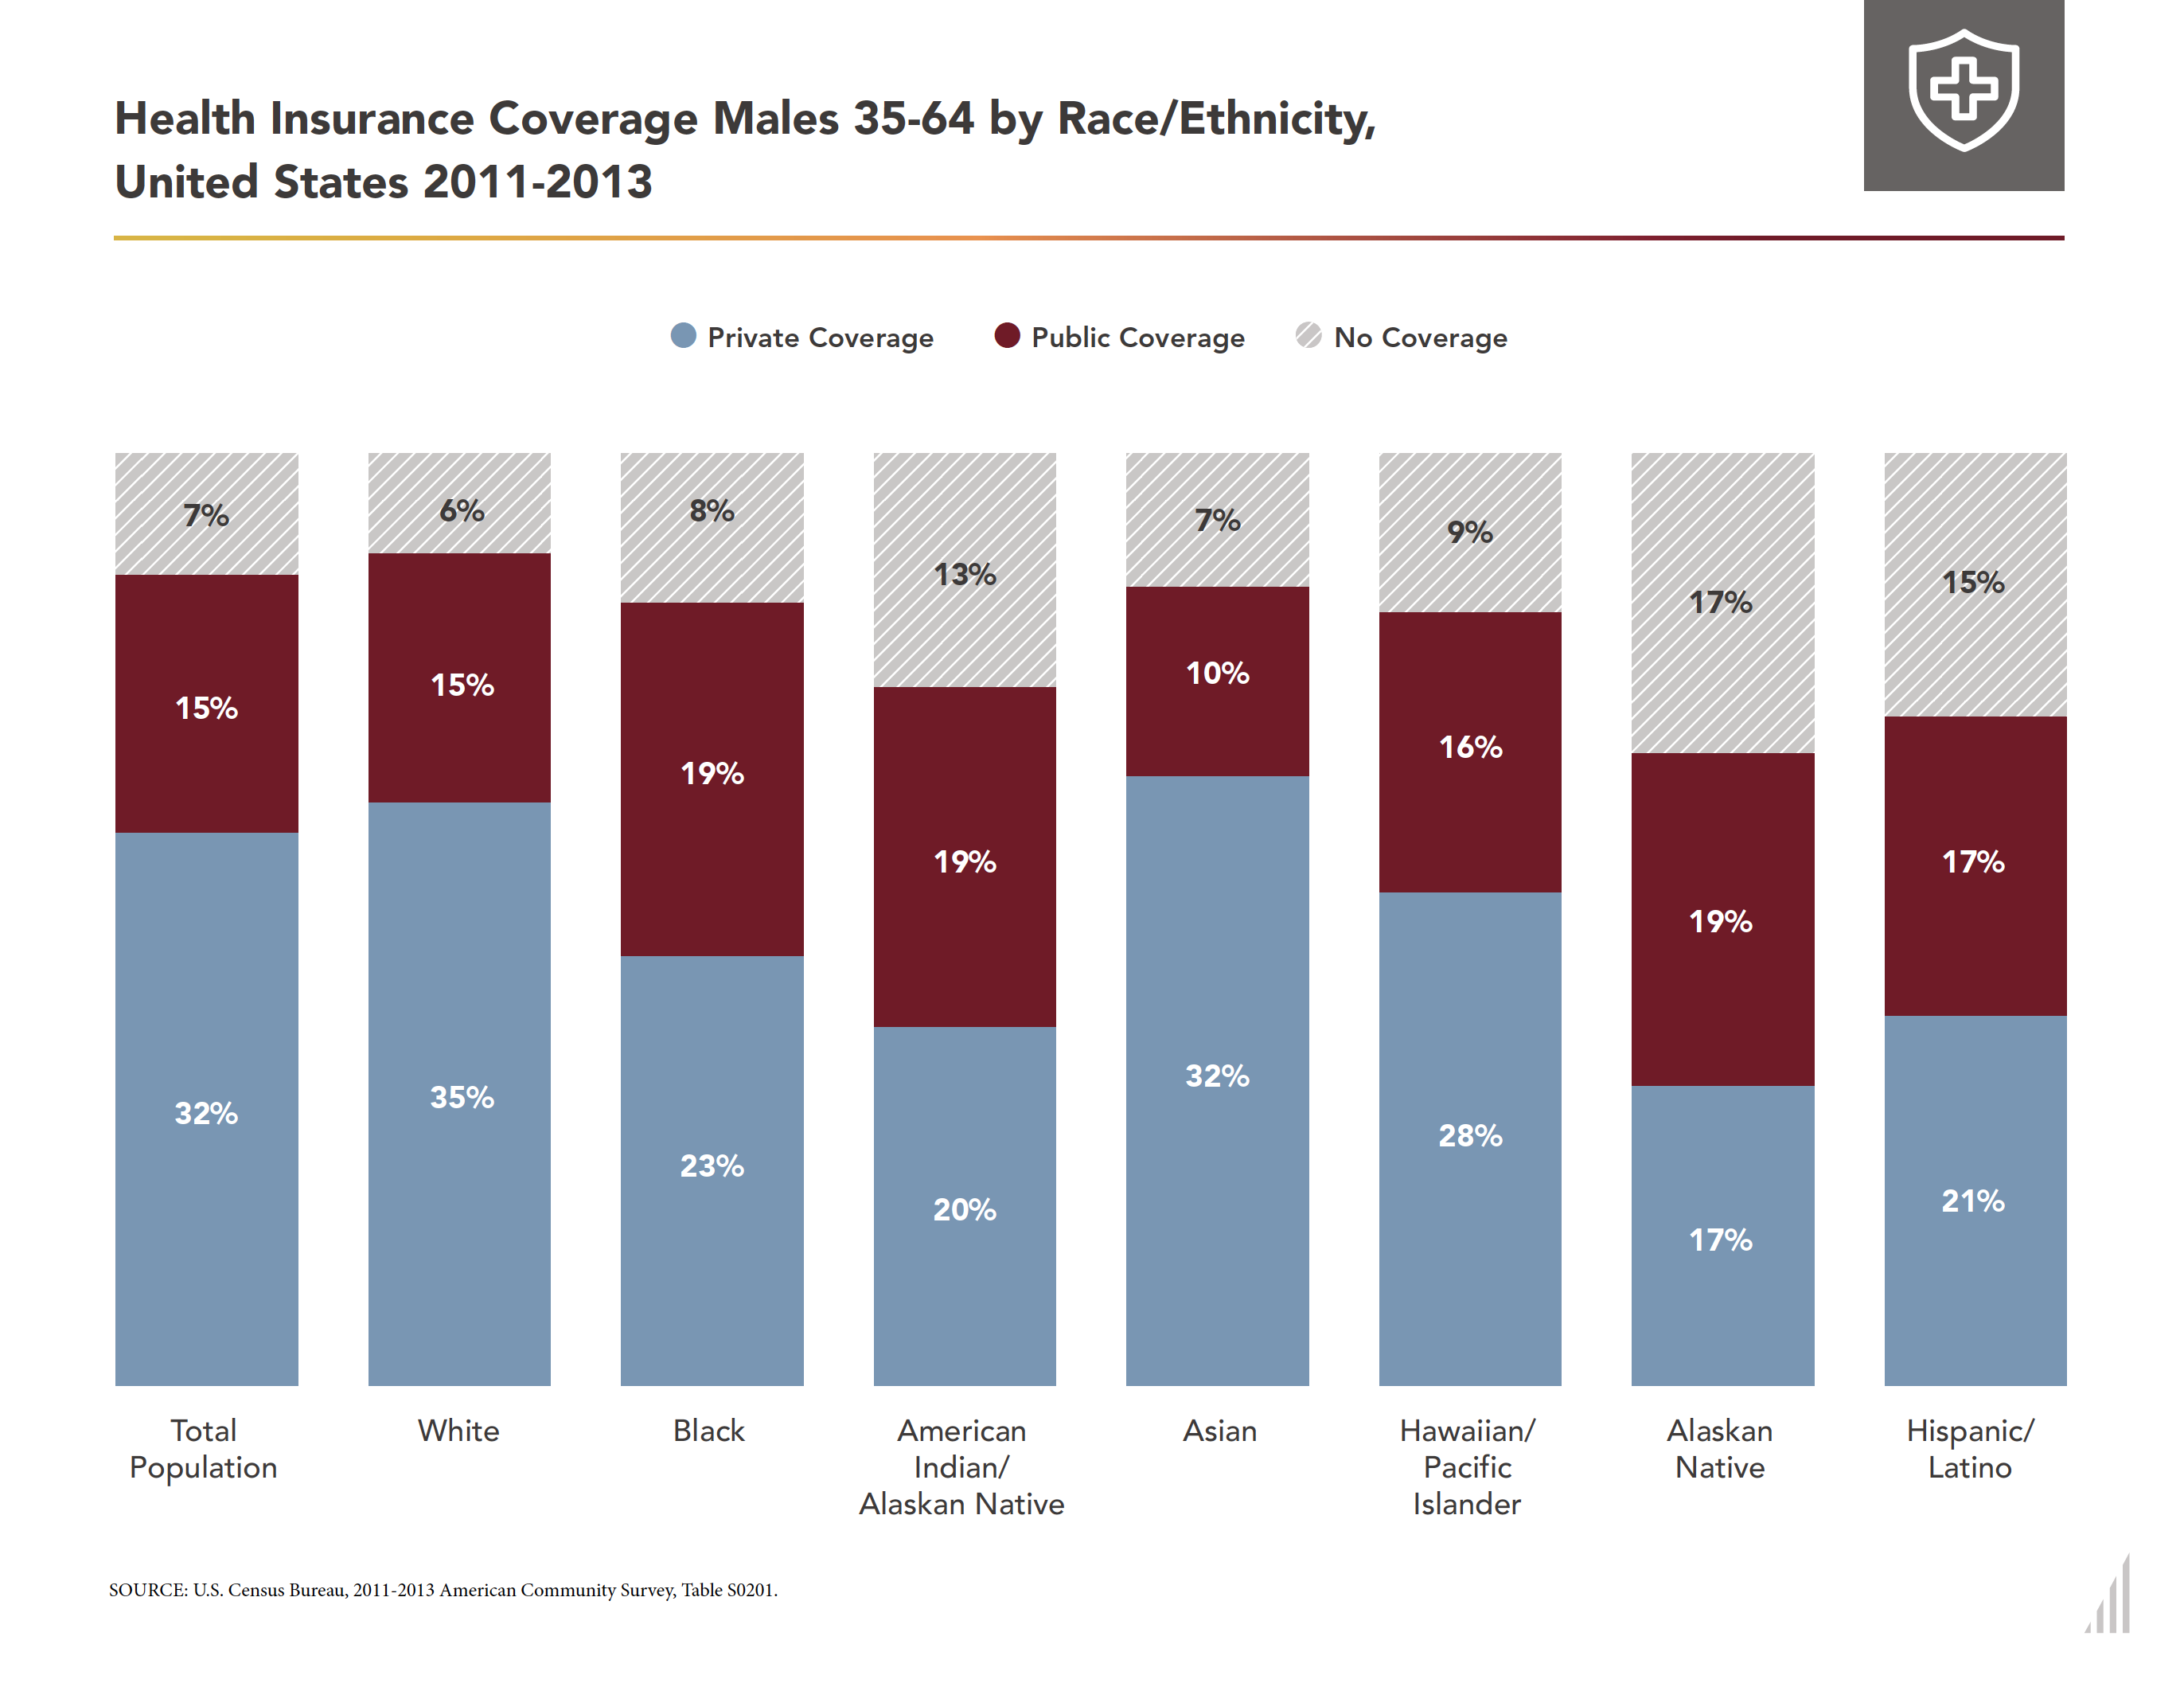 Health Insurance Coverage Males 35-64 by Race/Ethnicity,
United States 2011-2013
Private Coverage
Public Coverage
No Coverage
7%
6%
8%
13%
7%
9%
17%
15%
15%
15%
19%
19%
10%
16%
19%
17%
32%
35%
23%
20%
32%
28%
17%
21%
Total
Population
White
Black
American
Indian/
Alaskan Native
Asian
Hawaiian/
Pacific
Islander
Alaskan
Native
Hispanic/
Latino
SOURCE: U.S. Census Bureau, 2011-2013 American Community Survey, Table S0201.